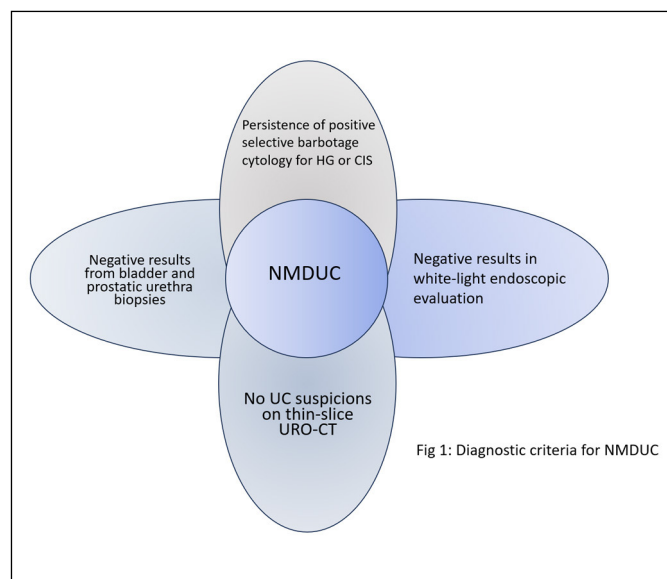 Persistence of positive
selective barbotage
cytology for HG or CIS
Negative results
from bladder and
prostatic urethra
biopsies
NMDUC
Negative results in
white-light endoscopic
evaluation
No UC suspicions
on thin-slice
URO-CT
Fig 1: Diagnostic criteria for NMDUC